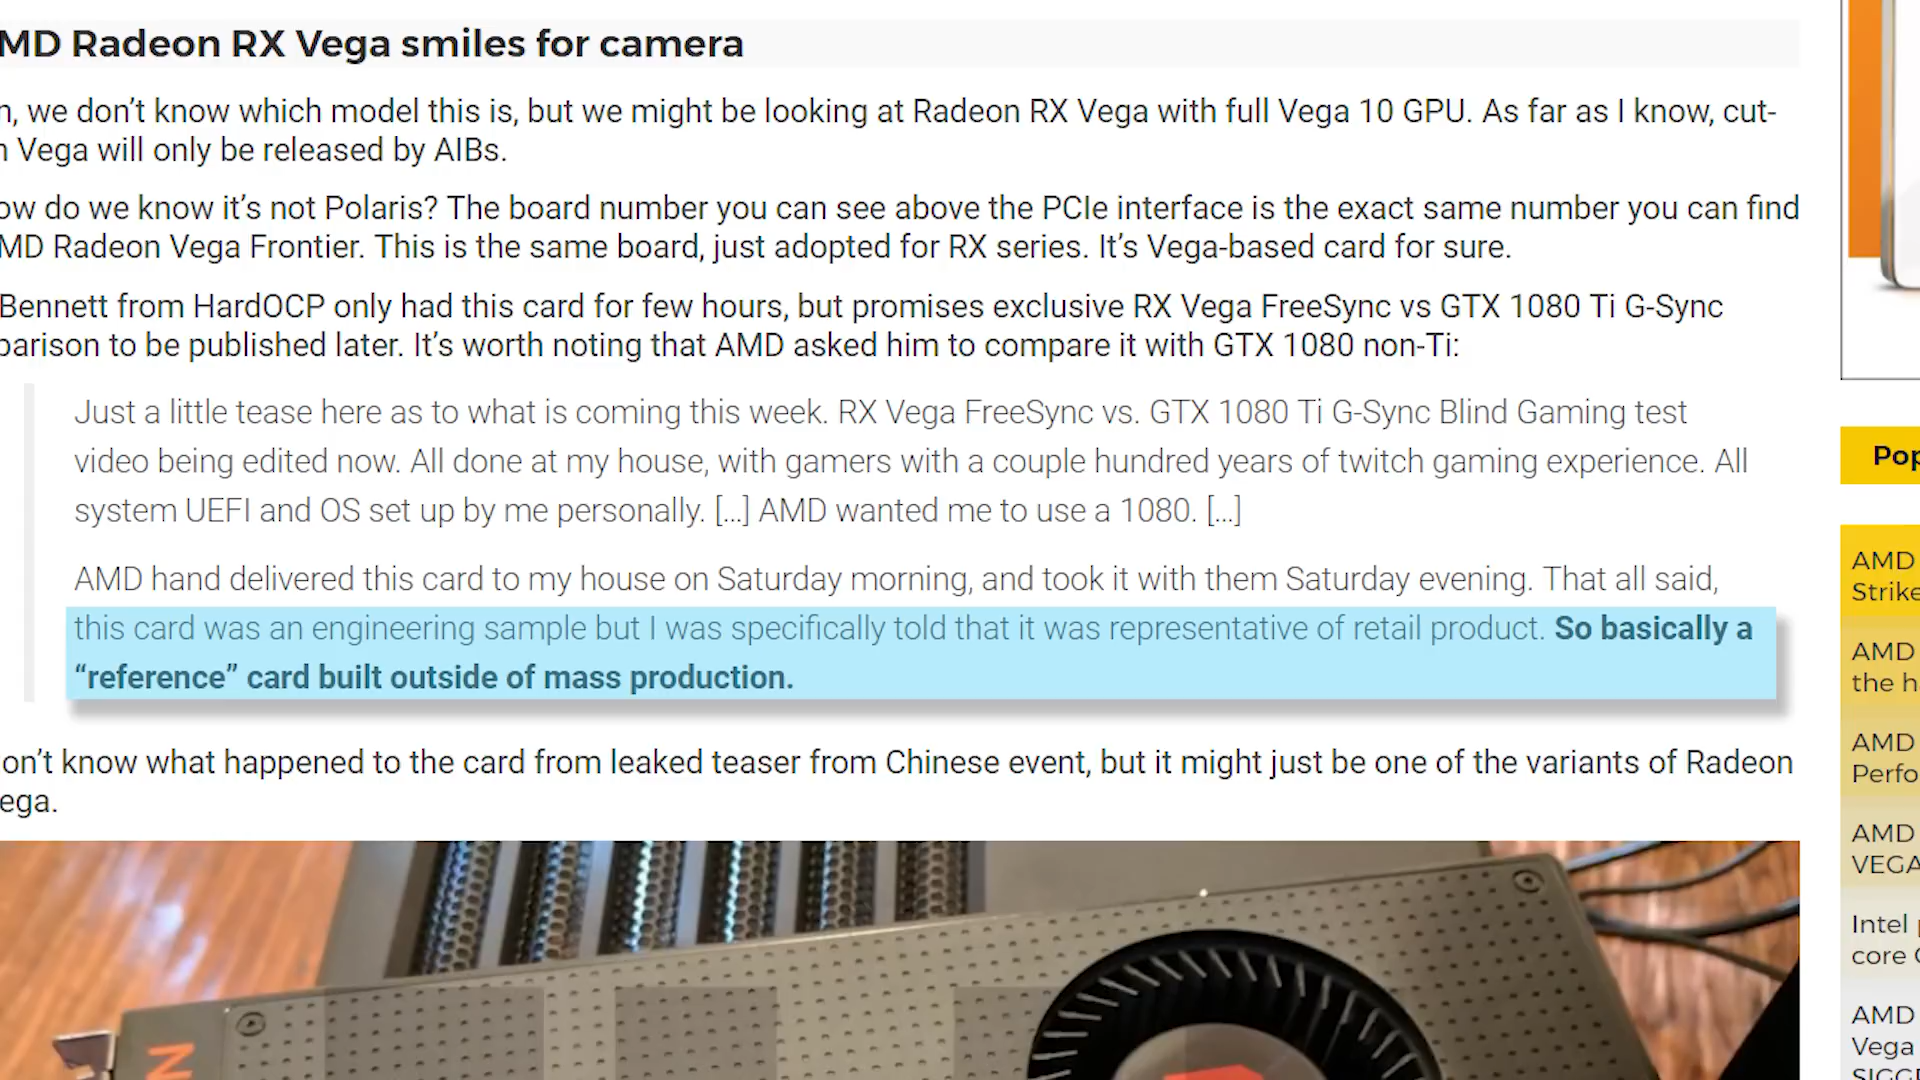 MD Radeon RX Vega smiles for camera
n, we don’t know which model this is, but we might be looking at Radeon RX Vega with full Vega 10 GPU. As far as I know, cut-
n Vega will only be released by AIBs.
ow do we know it’s not Polaris? The board number you can see above the PCIe interface is the exact same number you can find
MD Radeon Vega Frontier. This is the same board, just adopted for RX series. It’s Vega-based card for sure.
Bennett from HardOCP only had this card for few hours, but promises exclusive RX Vega FreeSync vs GTX 1080 Ti G-Sync
parison to be published later. It’s worth noting that AMD asked him to compare it with GTX 1080 non-Ti:
Just a little tease here as to what is coming this week. RX Vega FreeSync vs. GTX 1080 Ti G-Sync Blind Gaming test
video being edited now. All done at my house, with gamers with a couple hundred years of twitch gaming experience. All
system UEFI and OS set up by me personally. [...] AMD wanted me to use a 1080. [...]
AMD hand delivered this card to my house on Saturday morning, and took it with them Saturday evening. That all said,
this card was an engineering sample but I was specifically told that it was representative of retail product. So basically a
“reference” card built outside of mass production.
on’t know what happened to the card from leaked teaser from Chinese event, but it might just be one of the variants of Radeon
ega.
Pop
AMD
Strike
AMD
the h
AMD
Perfo
AMD
VEGA
Intel p
core
AMD
Vega
SIGG
N